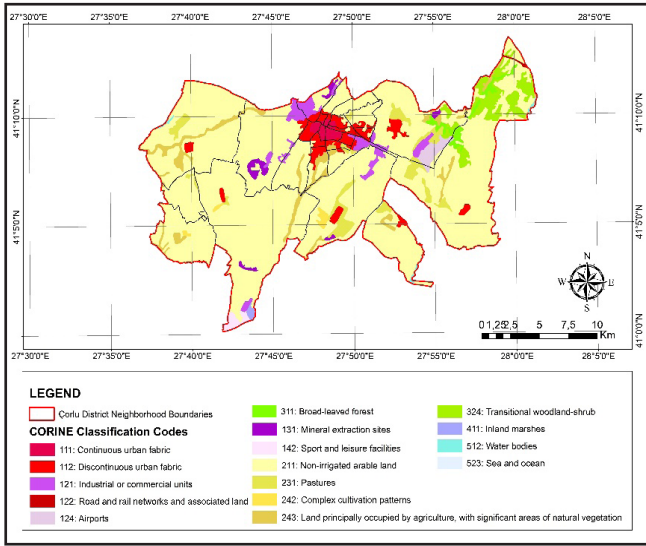 27°30'0"E 27°35'0"E 27°40'0"E 27°45'0"E 27°50'0"E 27°55'0"E 28°0'0"E 28°5'0"E
41°10'0"N 41°10'0"N
41°5'0"N 41°5'0"N
N
W E
S
0 1,25 2,5 5 7,5 10
Km
41°0'0"N
27°30'0"E 27°35'0"E 27°40'0"E 27°45'0"E 27°50'0"E 27°55'0"E 28°0'0"E 28°5'0"E
LEGEND
Çorlu District Neighborhood Boundaries
CORINE Classification Codes
111: Continuous urban fabric
112: Discontinuous urban fabric
121: Industrial or commercial units
122: Road and rail networks and associated land
124: Airports
311: Broad-leaved forest
131: Mineral extraction sites
142: Sport and leisure facilities
211: Non-irrigated arable land
231: Pastures
242: Complex cultivation patterns
243: Land principally occupied by agriculture, with significant areas of natural vegetation
324: Transitional woodland-shrub
411: Inland marshes
512: Water bodies
523: Sea and ocean